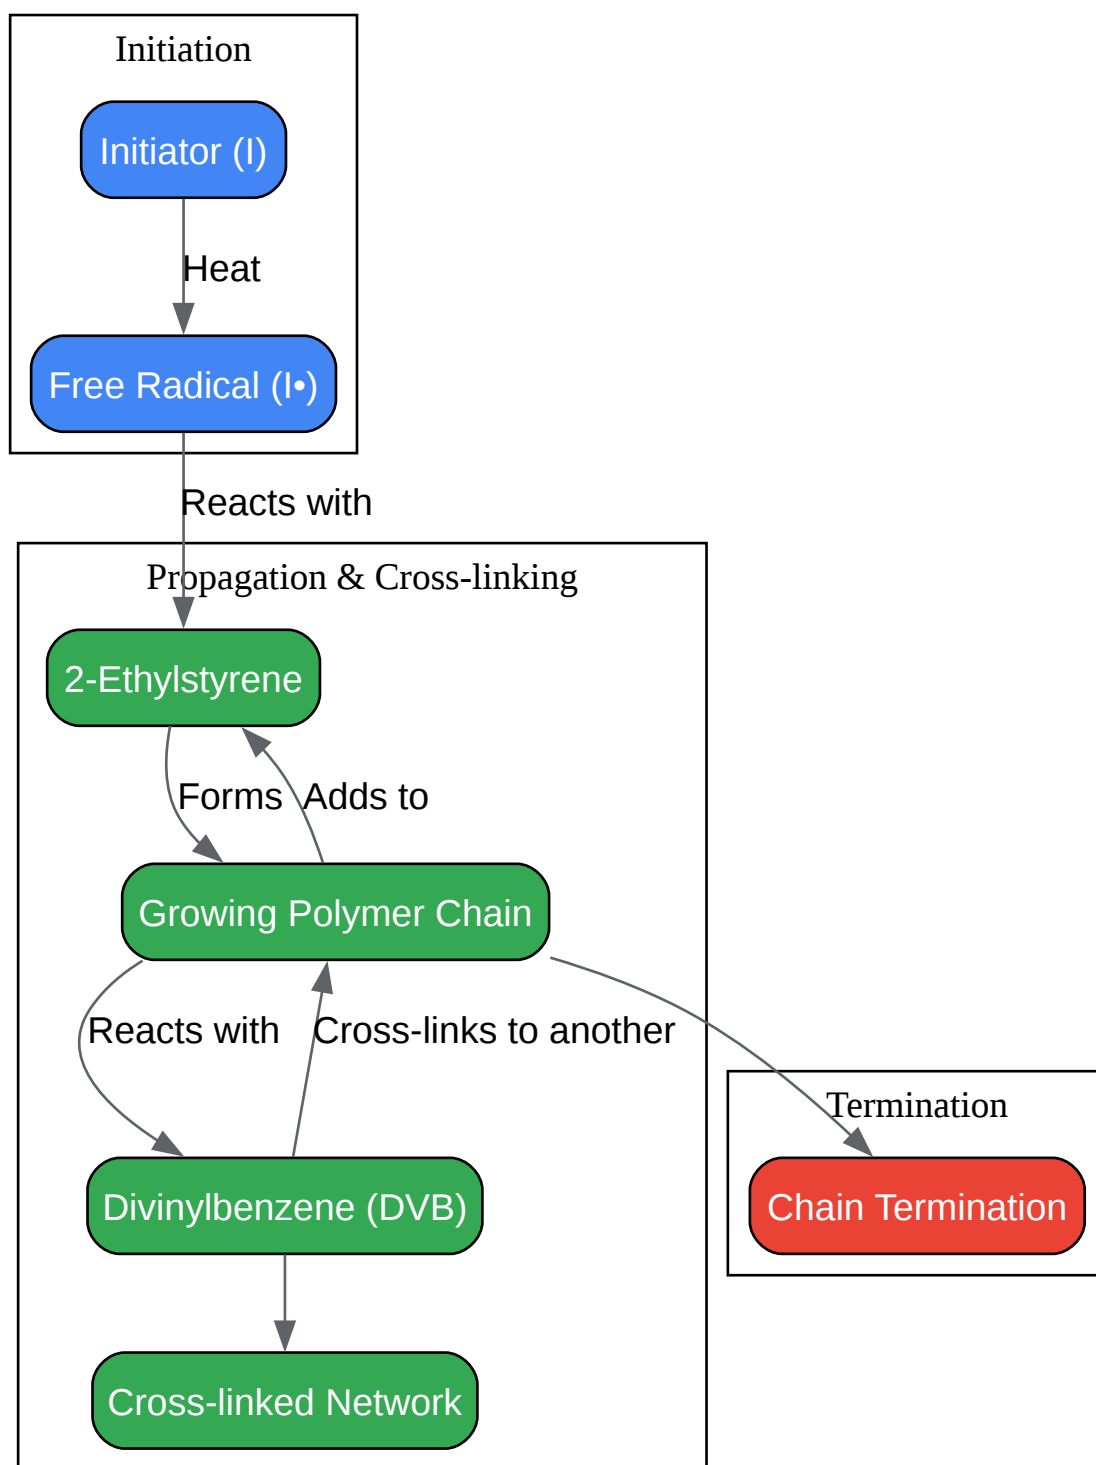 Initiation
Initiator (I)
Heat
Free Radical (I•)
Reacts with
Propagation & Cross-linking
2-Ethylstyrene
Forms
Adds to
Growing Polymer Chain
Reacts with
Cross-links to another
Termination
Divinylbenzene (DVB)
Chain Termination
Cross-linked Network